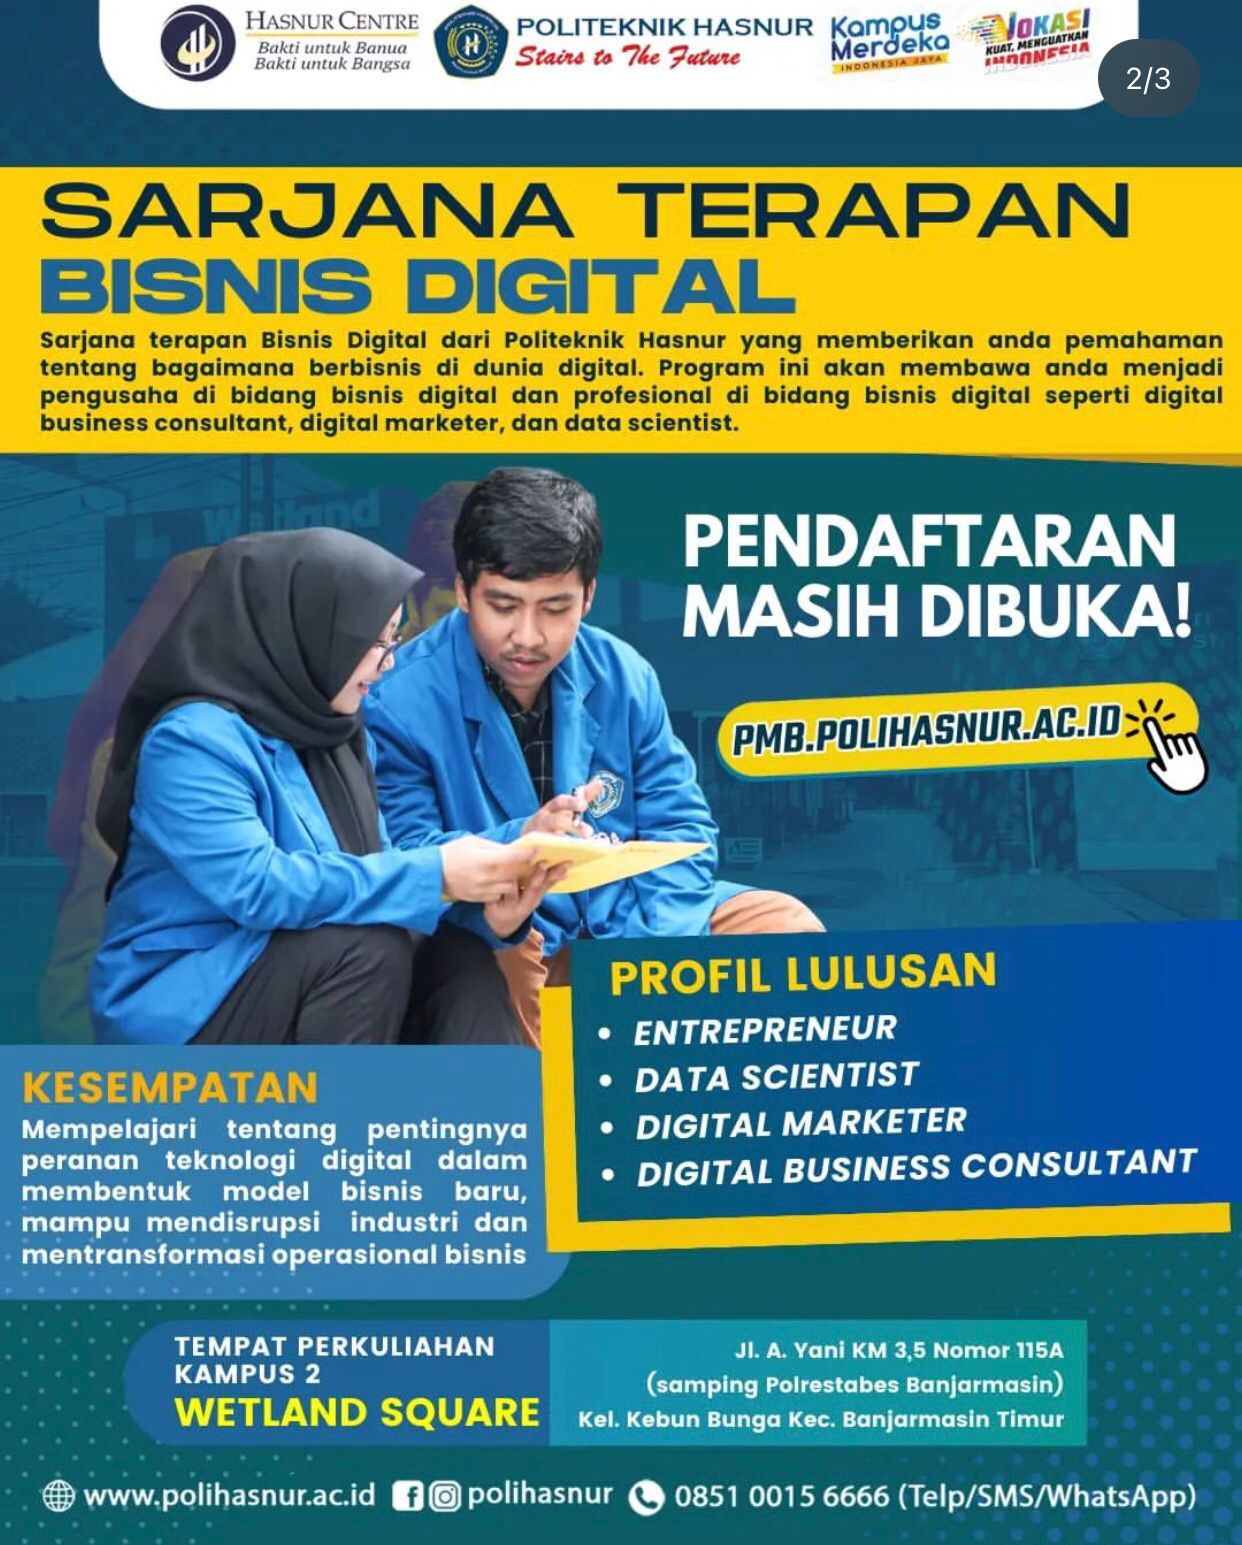 HASNUR CENTRE
Bakti untuk Banua
Bakti untuk Bangsa
POLITEKNIK HASNUR
Stairs to The Future
Kampus
Merdeka
INDONESIA JAYA
VOKASI
KUAT, MENGUATKAN
INDONESIA
2/3
SARJANA TERAPAN
BISNIS DIGITAL
Sarjana terapan Bisnis Digital dari Politeknik Hasnur yang memberikan anda pemahaman
tentang bagaimana berbisnis di dunia digital. Program ini akan membawa anda menjadi
pengusaha di bidang bisnis digital dan profesional di bidang bisnis digital seperti digital
business consultant, digital marketer, dan data scientist.
PENDAFTARAN
MASIH DIBUKA!
PMB.POLIHASNUR.AC.ID
PROFIL LULUSAN
• ENTREPRENEUR
• DATA SCIENTIST
• DIGITAL MARKETER
• DIGITAL BUSINESS CONSULTANT
KESEMPATAN
Mempelajari tentang pentingnya
peranan teknologi digital dalam
membentuk model bisnis baru,
mampu mendisrupsi industri dan
mentransformasi operasional bisnis
TEMPAT PERKULIAHAN
KAMPUS 2
WETLAND SQUARE
Jl. A. Yani KM 3,5 Nomor 115A
(samping Polrestabes Banjarmasin)
Kel. Kebun Bunga Kec. Banjarmasin Timur
www.polihasnur.ac.id polihasnur 0851 0015 6666 (Telp/SMS/WhatsApp)